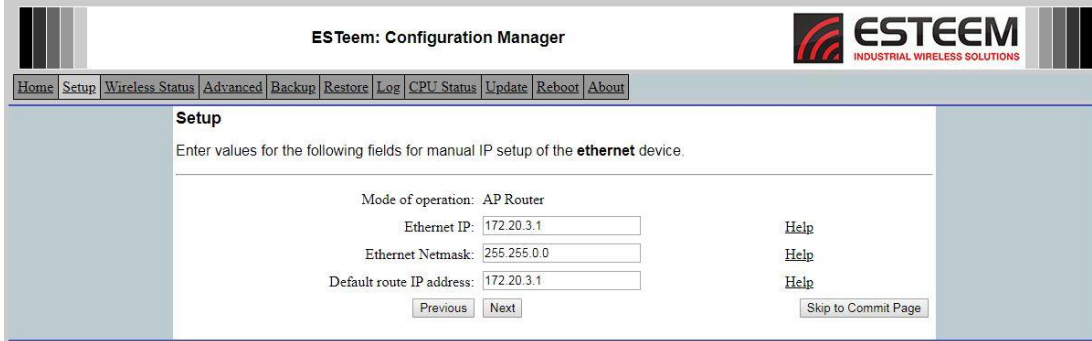 ESTeem: Configuration Manager
ESTEEM
INDUSTRIAL WIRELESS SOLUTIONS
Home Setup Wireless Status Advanced Backup Restore Log CPU Status Update Reboot About
Setup
Enter values for the following fields for manual IP setup of the ethernet device.
Mode of operation: AP Router
Ethernet IP: 172.20.3.1 Help
Ethernet Netmask: 255.255.0.0 Help
Default route IP address: 172.20.3.1 Help
Previous Next Skip to Commit Page